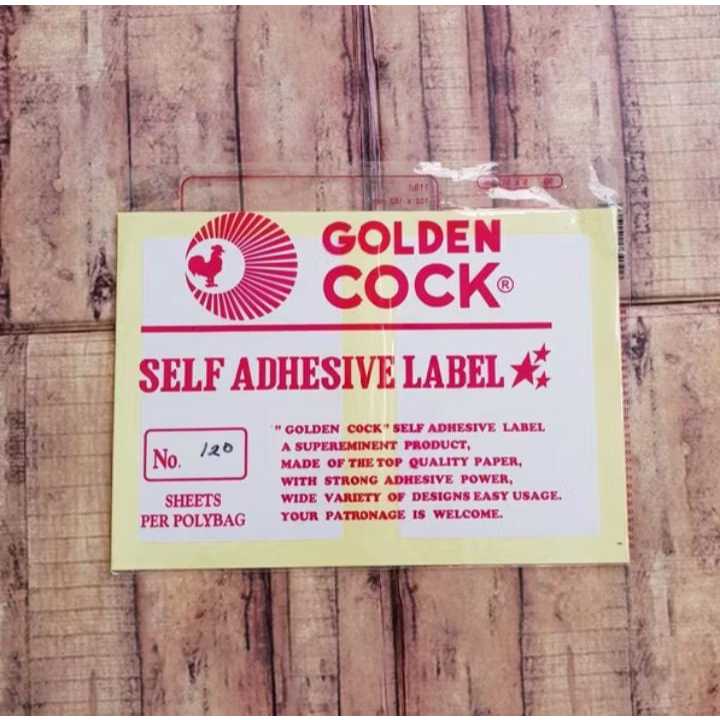 GOLDEN
COCK®
SELF ADHESIVE LABEL
No. 120
SHEETS
PER POLYBAG
" GOLDEN COCK" SELF ADHESIVE LABEL
A SUPEREMINENT PRODUCT,
MADE OF THE TOP QUALITY PAPER,
WITH STRONG ADHESIVE POWER,
WIDE VARIETY OF DESIGNS EASY USAGE.
YOUR PATRONAGE IS WELCOME.